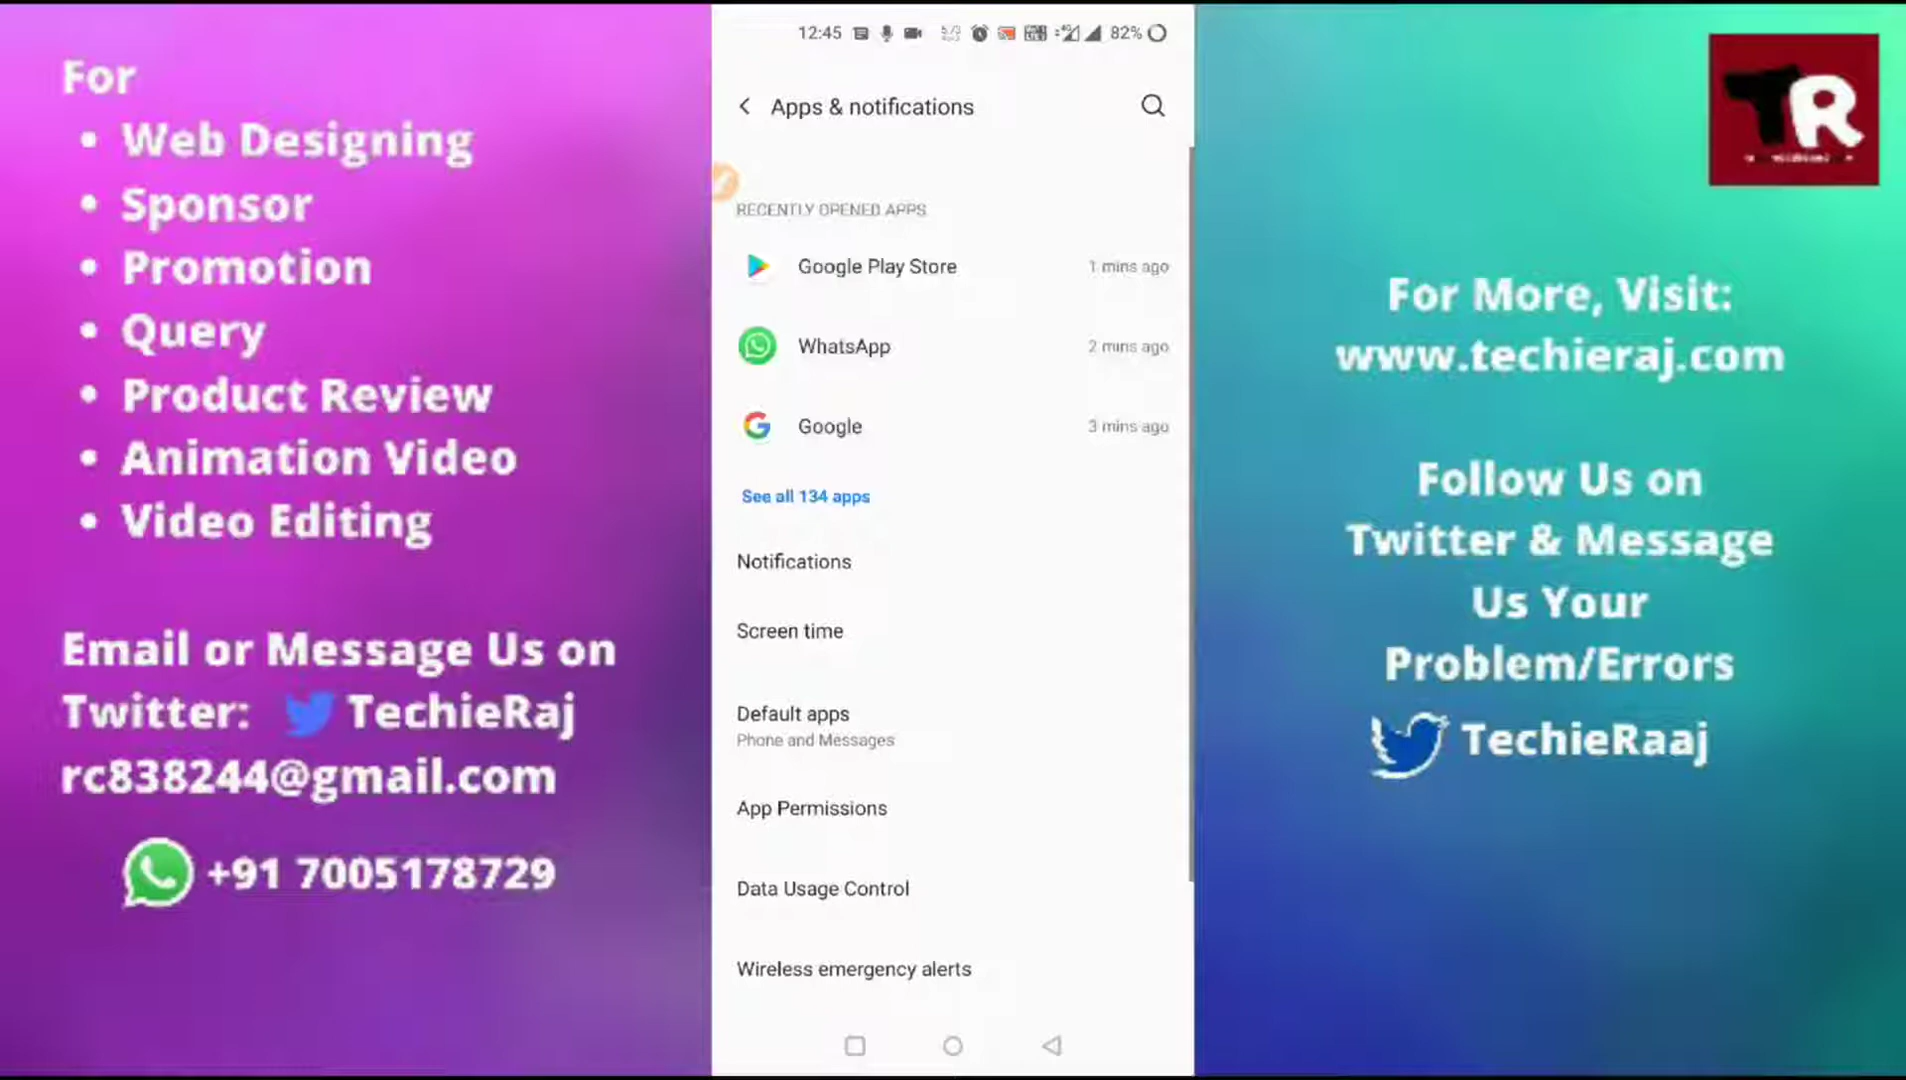 For
• Web Designing
• Sponsor
• Promotion
• Query
• Product Review
• Animation Video
• Video Editing
Email or Message Us on
Twitter: TechieRaj
rc838244@gmail.com
+91 7005178729
12:45
82%
Apps & notifications
RECENTLY OPENED APPS
Google Play Store 1 mins ago
WhatsApp 2 mins ago
Google 3 mins ago
See all 134 apps
Notifications
Screen time
Default apps
Phone and Messages
App Permissions
Data Usage Control
Wireless emergency alerts
TR
For More, Visit:
www.techieraj.com
Follow Us on
Twitter & Message
Us Your
Problem/Errors
TechieRaaj